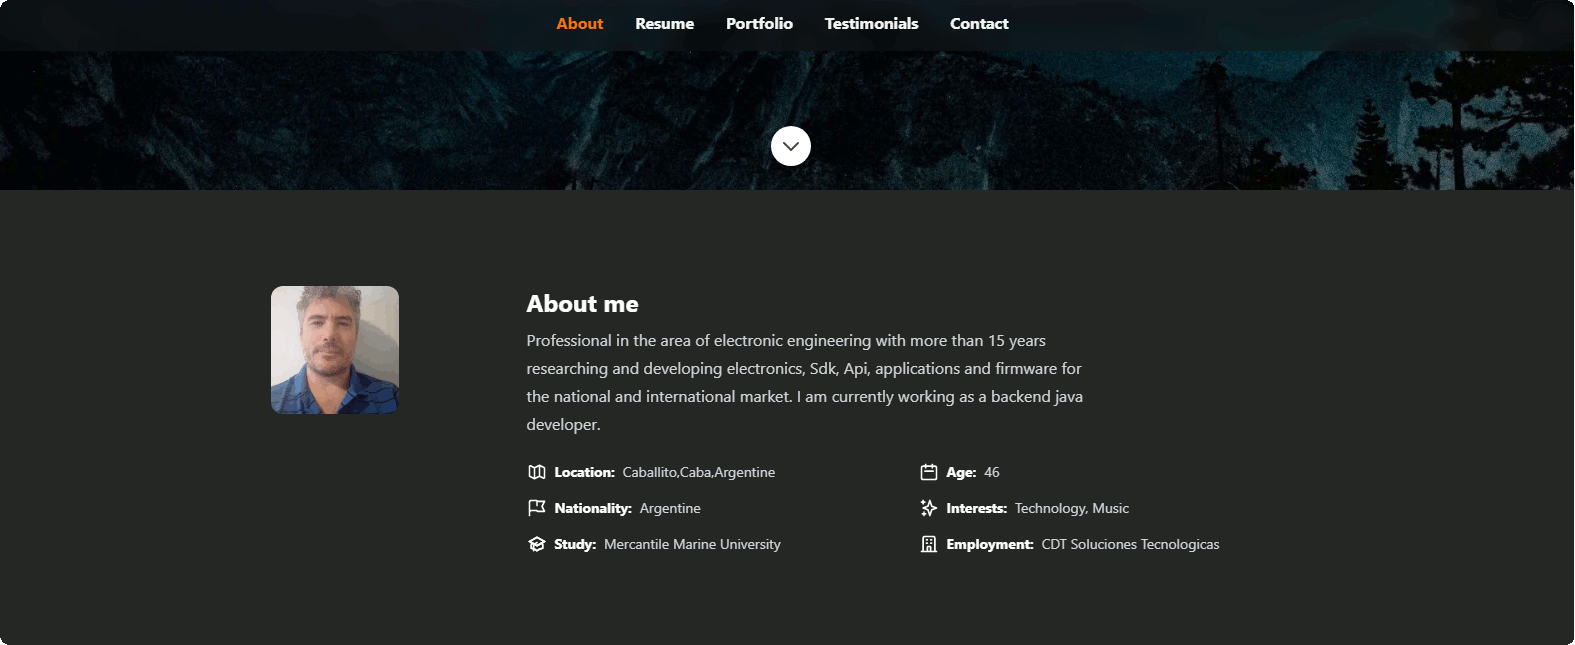 About Resume Portfolio Testimonials Contact
About me
Professional in the area of electronic engineering with more than 15 years
researching and developing electronics, Sdk, Api, applications and firmware for
the national and international market. I am currently working as a backend java
developer.
Location: Caballito,Caba,Argentine
Age: 46
Nationality: Argentine
Interests: Technology, Music
Study: Mercantile Marine University
Employment: CDT Soluciones Tecnologicas